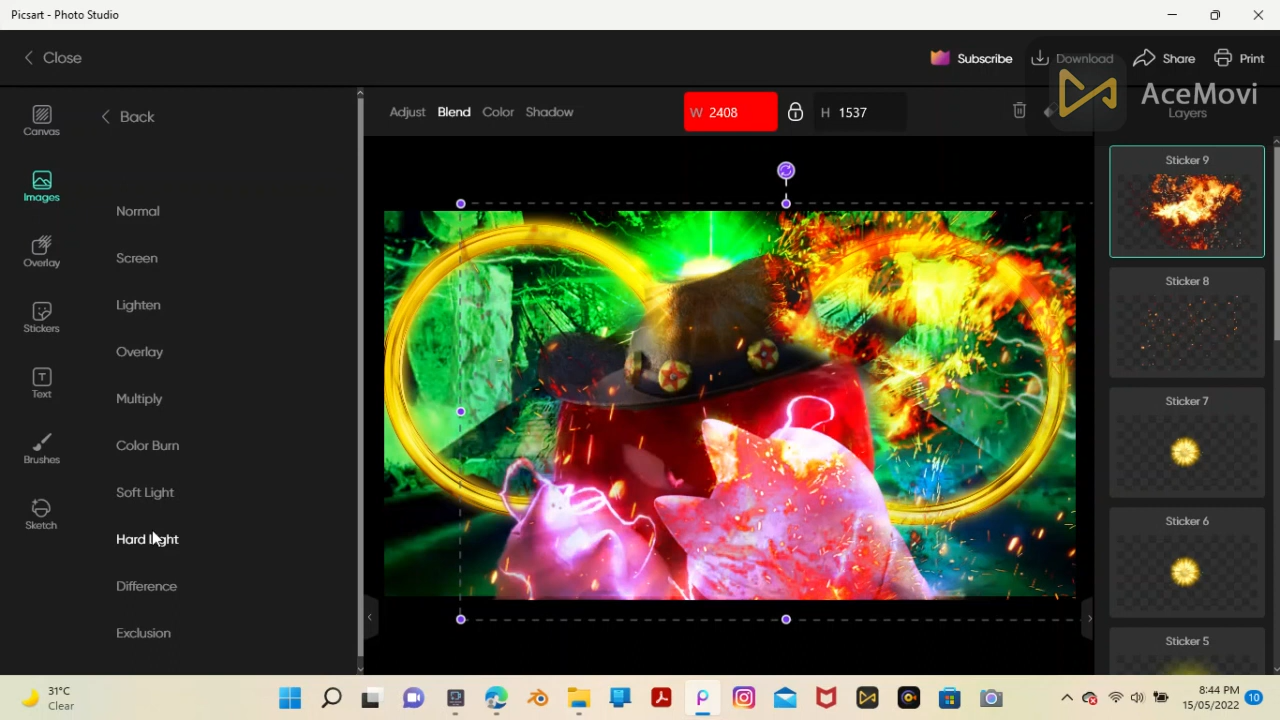 Picsart - Photo Studio
Close
Subscribe
Download
Share
Print
AceMovi
Canvas
Images
Overlay
Stickers
Text
Brushes
Sketch
Back
Normal
Screen
Lighten
Overlay
Multiply
Color Burn
Soft Light
Hard Light
Difference
Exclusion
Adjust Blend Color Shadow
W 2408
H 1537
Layers
Sticker 9
Sticker 8
Sticker 7
Sticker 6
Sticker 5
31°C
Clear
8:44 PM
15/05/2022
10